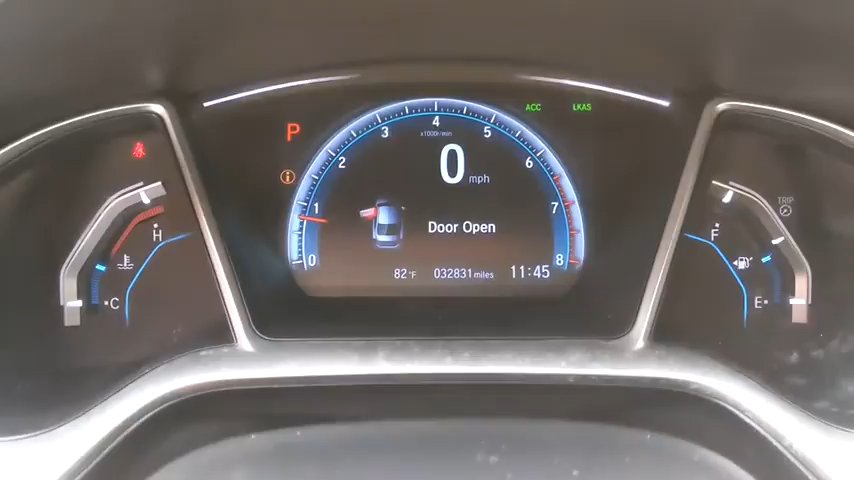 ACC LKAS
P
4
x1000r/min
3 5
2 6
0 mph
1 7
TRIP
H
F
Door Open
C
E
0 8
82°F 032831 miles 11:45